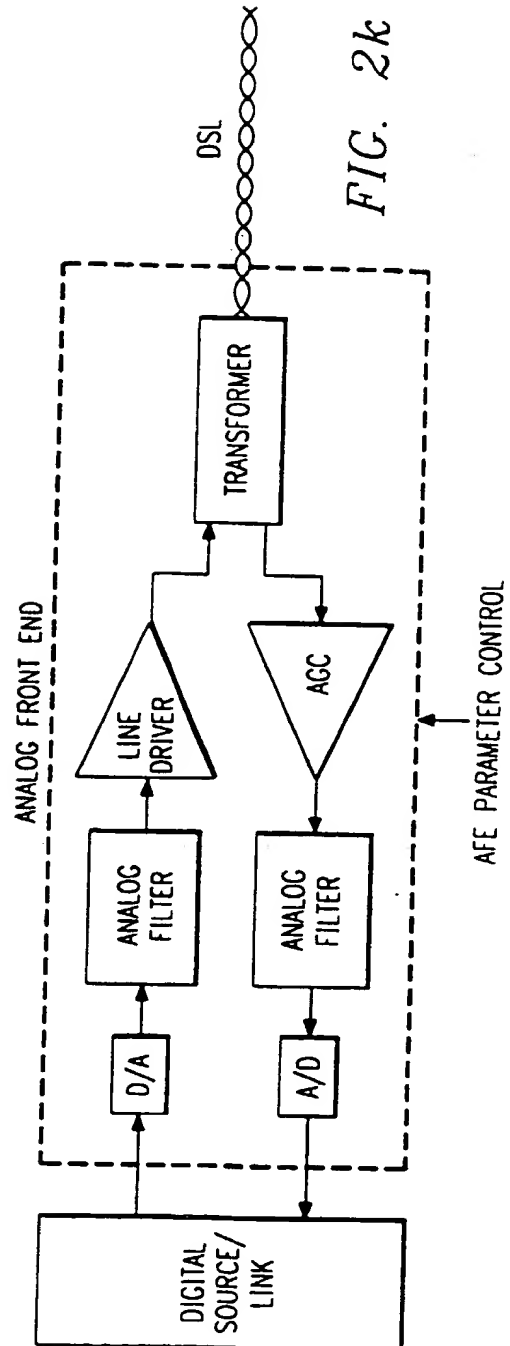 ANALOG FRONT END
DIGITAL
SOURCE/
LINK
D/A
ANALOG
FILTER
LINE
DRIVER
TRANSFORMER
DSL
AGC
ANALOG
FILTER
A/D
AFE PARAMETER CONTROL
FIG. 2k